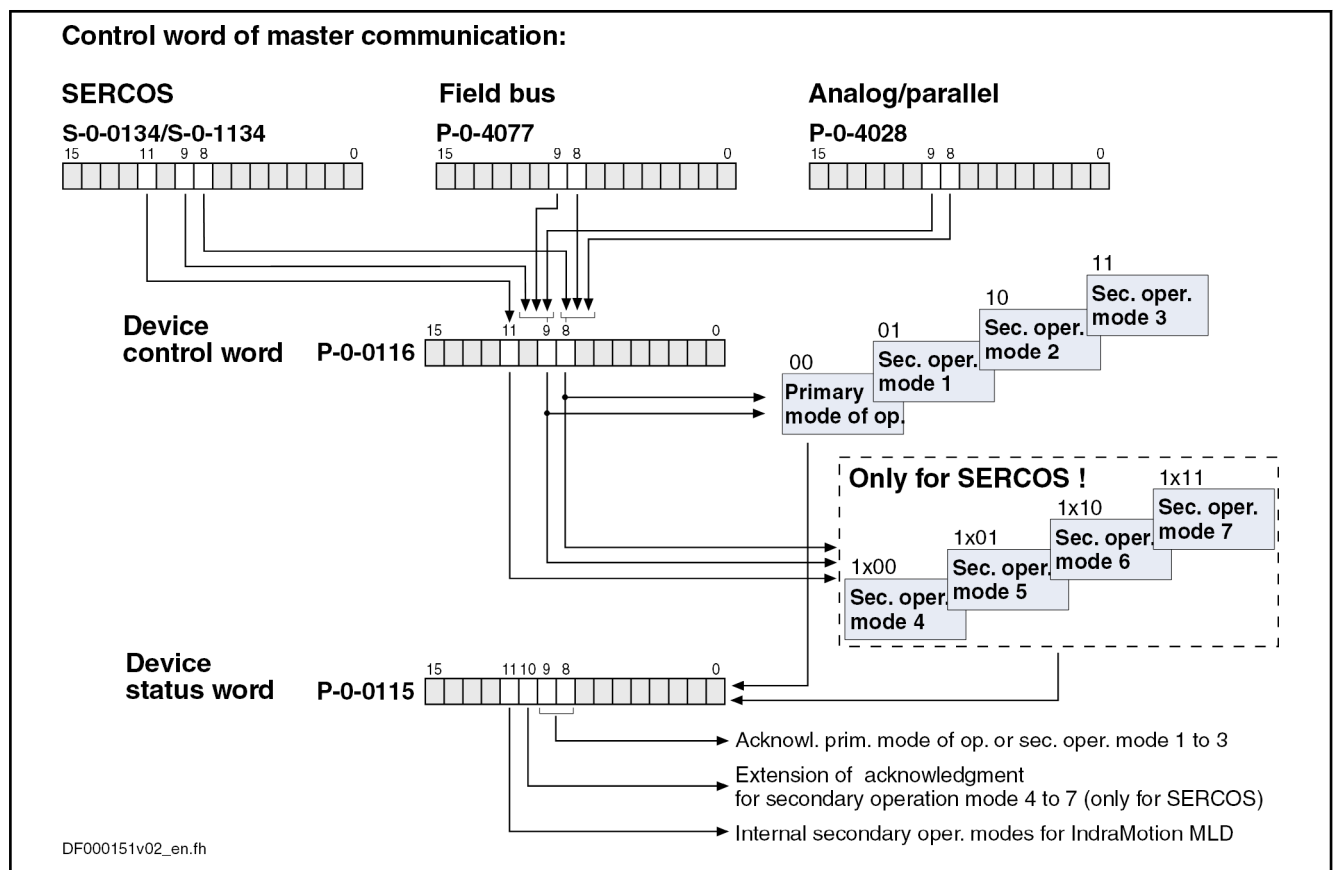 Control word of master communication:
SERCOS
Field bus
Analog/parallel
S-0-0134/S-0-1134
P-0-4077
P-0-4028
15 11 9 8 0
15 9 8 0
15 9 8 0
Device
control word
P-0-0116
15 11 9 8 0
00
Primary
mode of op.
01
Sec. oper.
mode 1
10
Sec. oper.
mode 2
11
Sec. oper.
mode 3
Only for SERCOS !
1x00
Sec. oper.
mode 4
1x01
Sec. oper.
mode 5
1x10
Sec. oper.
mode 6
1x11
Sec. oper.
mode 7
Device
status word
P-0-0115
15 11 10 9 8 0
Acknowl. prim. mode of op. or sec. oper. mode 1 to 3
Extension of acknowledgment
for secondary operation mode 4 to 7 (only for SERCOS)
Internal secondary oper. modes for IndraMotion MLD
DF000151v02_en.fh